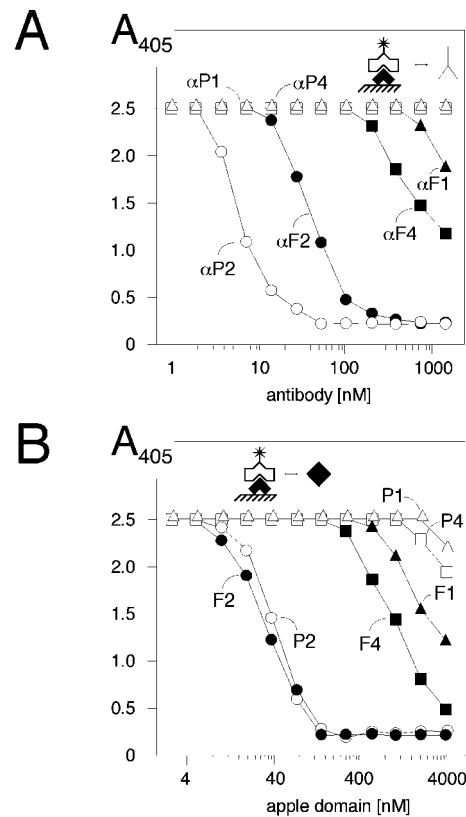 A
A405
αP1
αP4
2.5
2.0
1.5
1.0
0.5
0
αF1
αF4
αF2
αP2
1
10
100
1000
antibody [nM]
B
A405
P1
P4
2.5
2.0
1.5
1.0
0.5
0
F2
P2
F1
F4
4
40
400
4000
apple domain [nM]